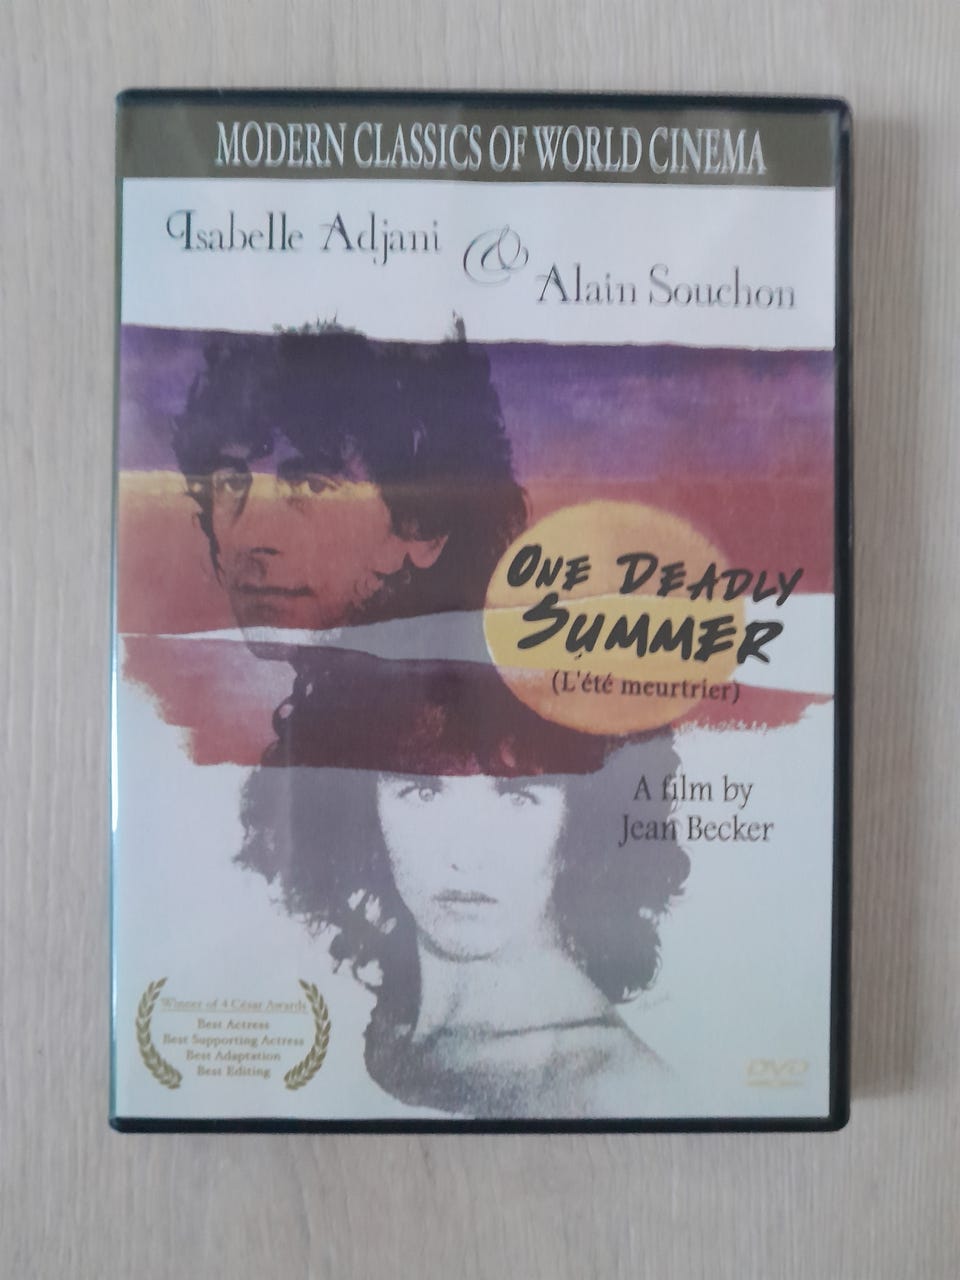 MODERN CLASSICS OF WORLD CINEMA
Isabelle Adjani
&
Alain Souchon
ONE DEADLY
SUMMER
(L'été meurtrier)
A film by
Jean Becker
Winner of 4 César Awards
Best Actress
Best Supporting Actress
Best Adaptation
Best Editing
DVD